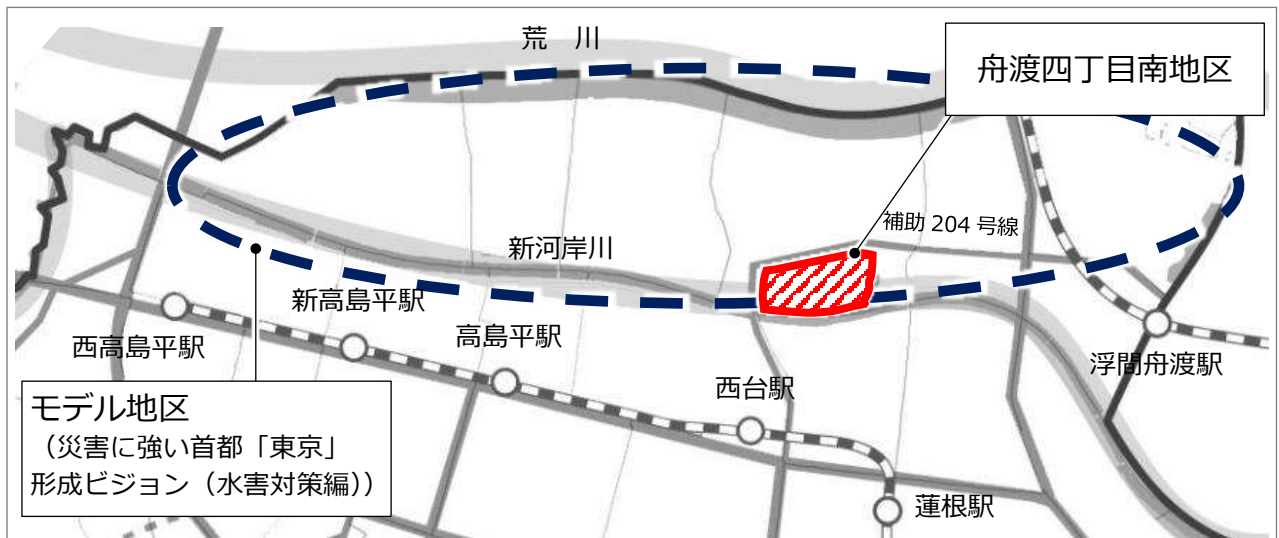 荒　川
舟渡四丁目南地区
補助 204 号線
新河岸川
新高島平駅
西高島平駅
高島平駅
西台駅
浮間舟渡駅
蓮根駅
モデル地区
（災害に強い首都「東京」
形成ビジョン（水害対策編））